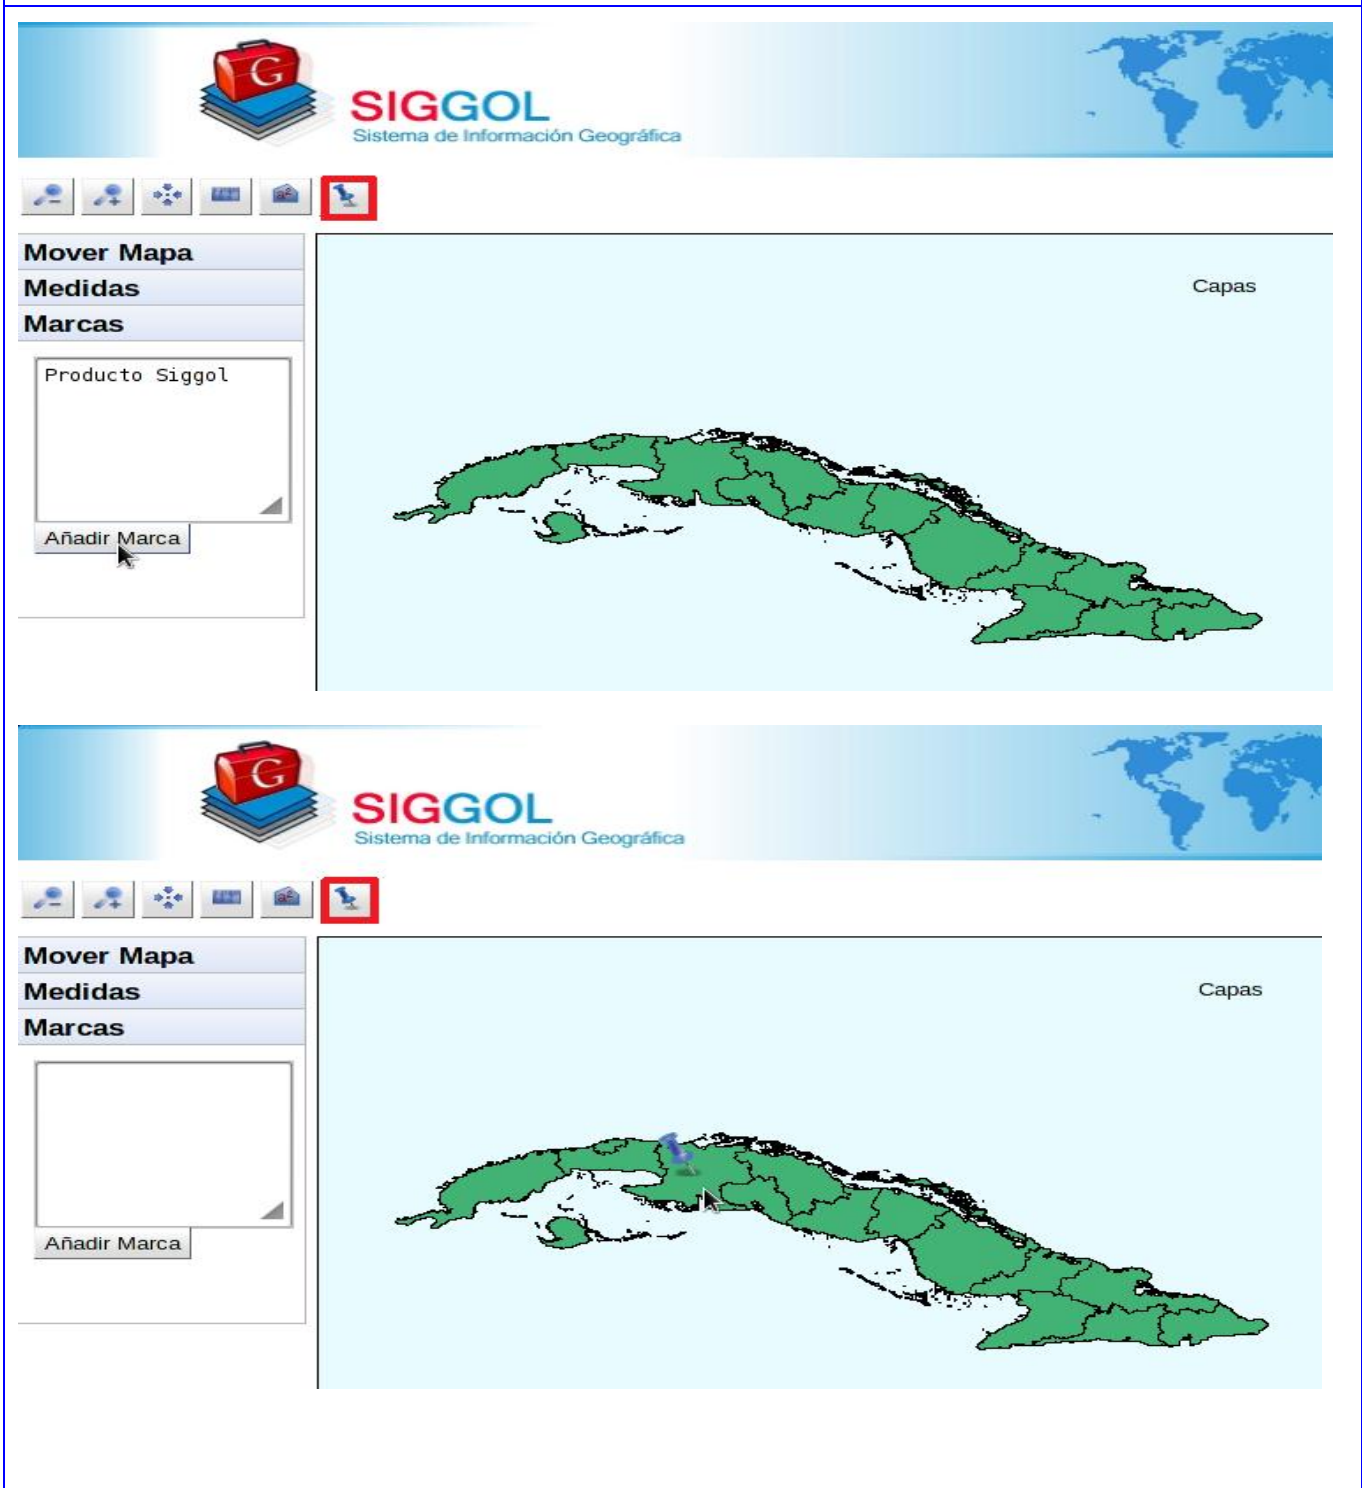 G
SIGGOL
Sistema de Información Geográfica
Mover Mapa
Medidas
Marcas
Capas
Producto Siggol
Añadir Marca
G
SIGGOL
Sistema de Información Geográfica
Mover Mapa
Medidas
Marcas
Capas
Añadir Marca